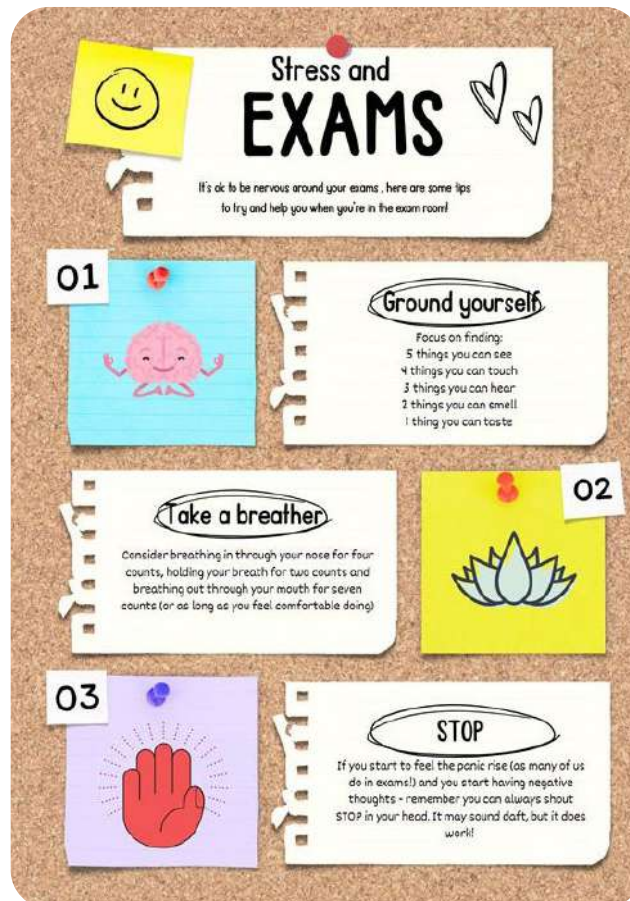 Stress and
EXAMS
It's ok to be nervous around your exams , here are some tips
to try and help you when you're in the exam room!
01
Ground yourself
Focus on finding:
5 things you can see
4 things you can touch
3 things you can hear
2 things you can smell
1 thing you can taste
02
Take a breather
Consider breathing in through your nose for four
counts, holding your breath for two counts and
breathing out through your mouth for seven
counts (or as long as you feel comfortable doing)
03
STOP
If you start to feel the panic rise (as many of us
do in exams!) and you start having negative
thoughts - remember you can always shout
STOP in your head. It may sound daft, but it does
work!